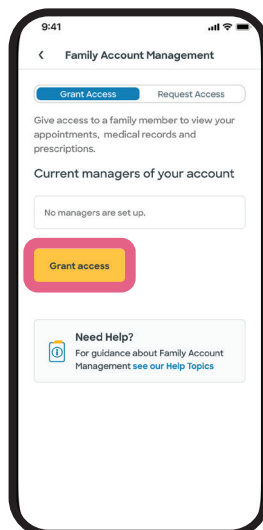 9:41
Family Account Management
Grant Access
Request Access
Give access to a family member to view your
appointments, medical records and
prescriptions.
Current managers of your account
No managers are set up.
Grant access
Need Help?
For guidance about Family Account
Management see our Help Topics